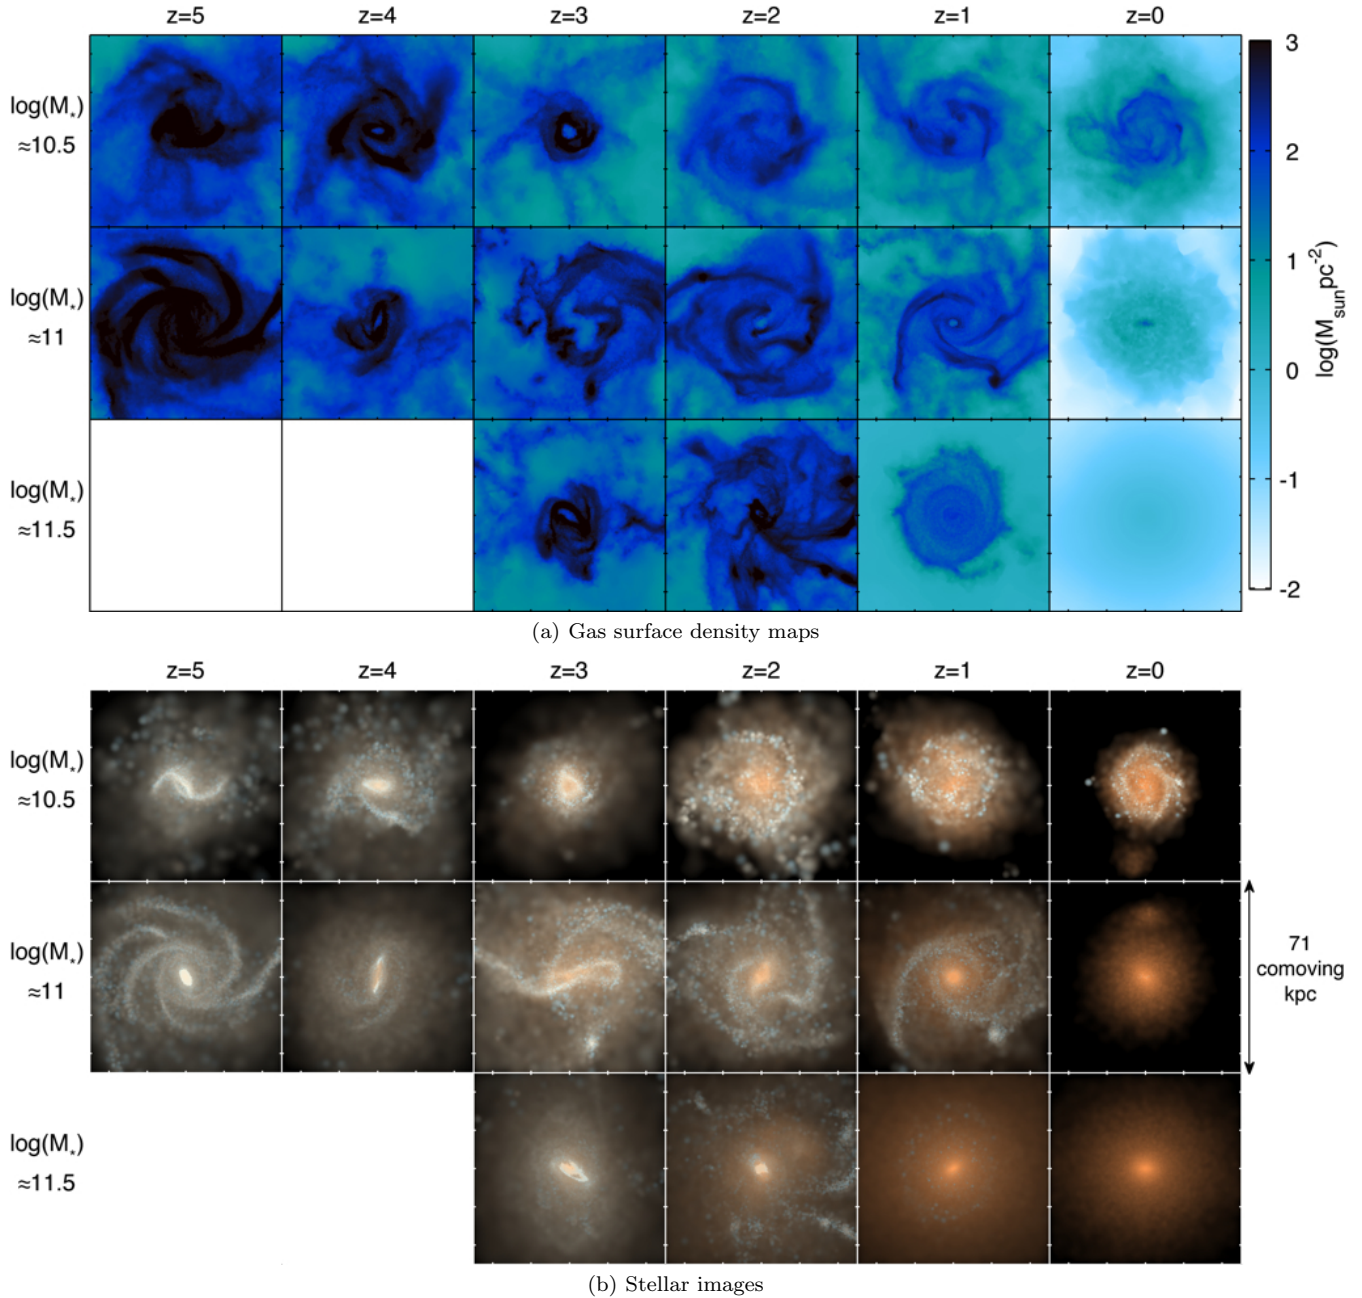 z=5 z=4 z=3 z=2 z=1 z=0
log(M⋆)
≈10.5
log(M⋆)
≈11
log(M⋆)
≈11.5
3
2
1
0
-1
-2
log(M_sun pc^-2)
(a) Gas surface density maps
z=5 z=4 z=3 z=2 z=1 z=0
log(M⋆)
≈10.5
log(M⋆)
≈11
71
comoving
kpc
log(M⋆)
≈11.5
(b) Stellar images